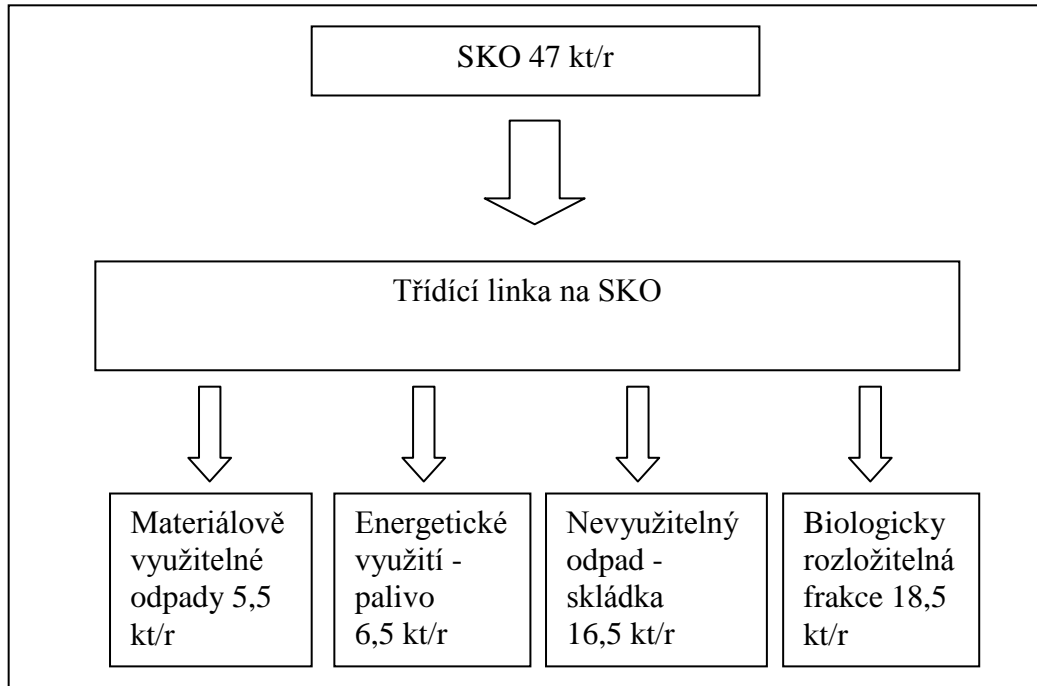 SKO 47 kt/r
Třídící linka na SKO
Materiálově
využitelné
odpady 5,5
kt/r
Energetické
využití -
palivo
6,5 kt/r
Nevyužitelný
odpad -
skládka
16,5 kt/r
Biologicky
rozložitelná
frakce 18,5
kt/r